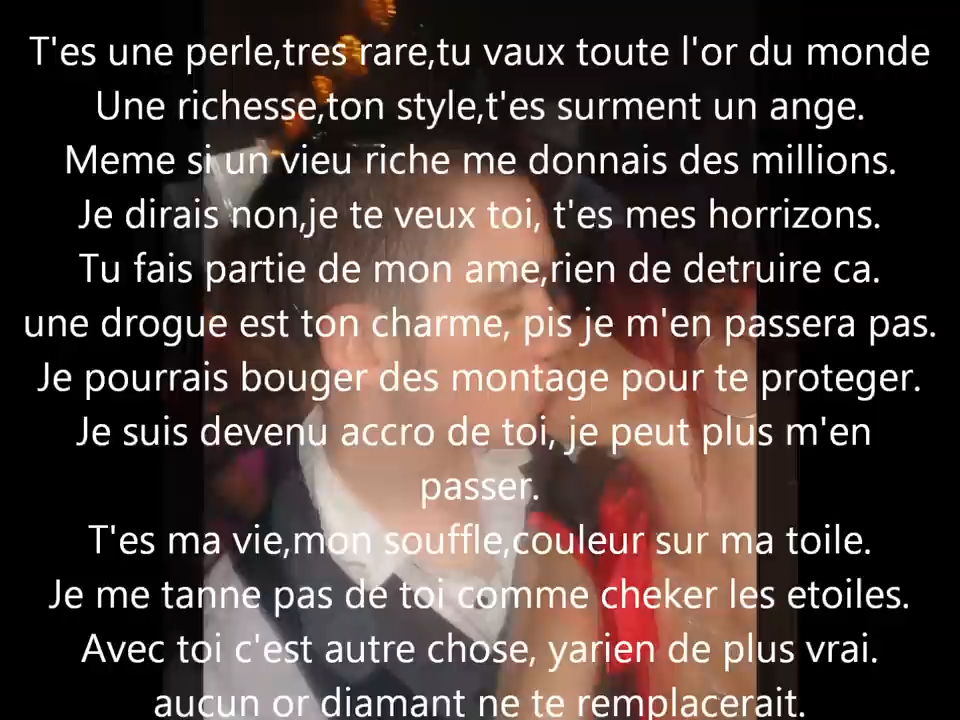 T'es une perle,tres rare,tu vaux toute l'or du monde
Une richesse,ton style,t'es surment un ange.
Meme si un vieu riche me donnais des millions.
Je dirais non,je te veux toi, t'es mes horrizons.
Tu fais partie de mon ame,rien de detruire ca.
une drogue est ton charme, pis je m'en passera pas.
Je pourrais bouger des montage pour te proteger.
Je suis devenu accro de toi, je peut plus m'en
passer.
T'es ma vie,mon souffle,couleur sur ma toile.
Je me tanne pas de toi comme cheker les etoiles.
Avec toi c'est autre chose, yarien de plus vrai.
aucun or diamant ne te remplacerait.